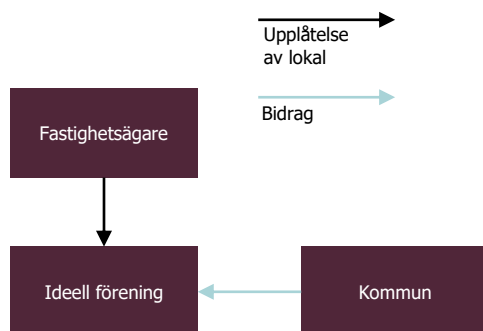 Upplåtelse
av lokal
Bidrag
Fastighetsägare
Ideell förening
Kommun